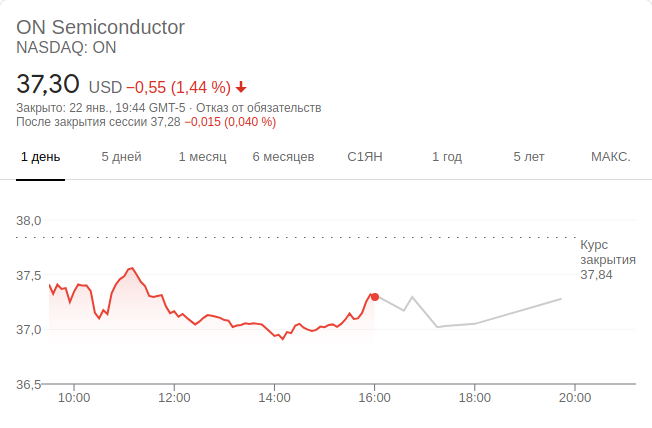 ON Semiconductor
NASDAQ: ON
37,30 USD −0,55 (1,44 %)
Закрыто: 22 янв., 19:44 GMT-5 · Отказ от обязательств
После закрытия сессии 37,28 −0,015 (0,040 %)
1 день 5 дней 1 месяц 6 месяцев С1ЯН 1 год 5 лет МАКС.
38,0
Курс
закрытия
37,84
37,5
37,0
36,5
10:00 12:00 14:00 16:00 18:00 20:00